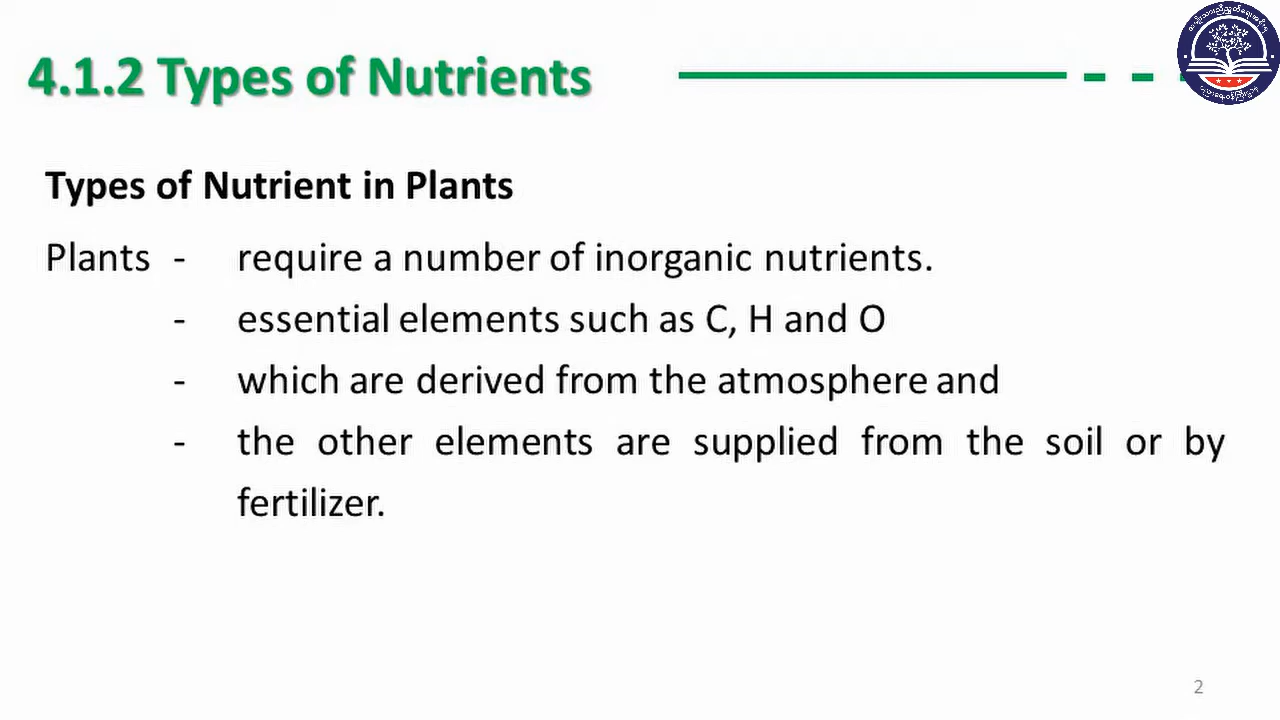 4.1.2 Types of Nutrients
Types of Nutrient in Plants
Plants - require a number of inorganic nutrients.
- essential elements such as C, H and O
- which are derived from the atmosphere and
- the other elements are supplied from the soil or by
fertilizer.
2